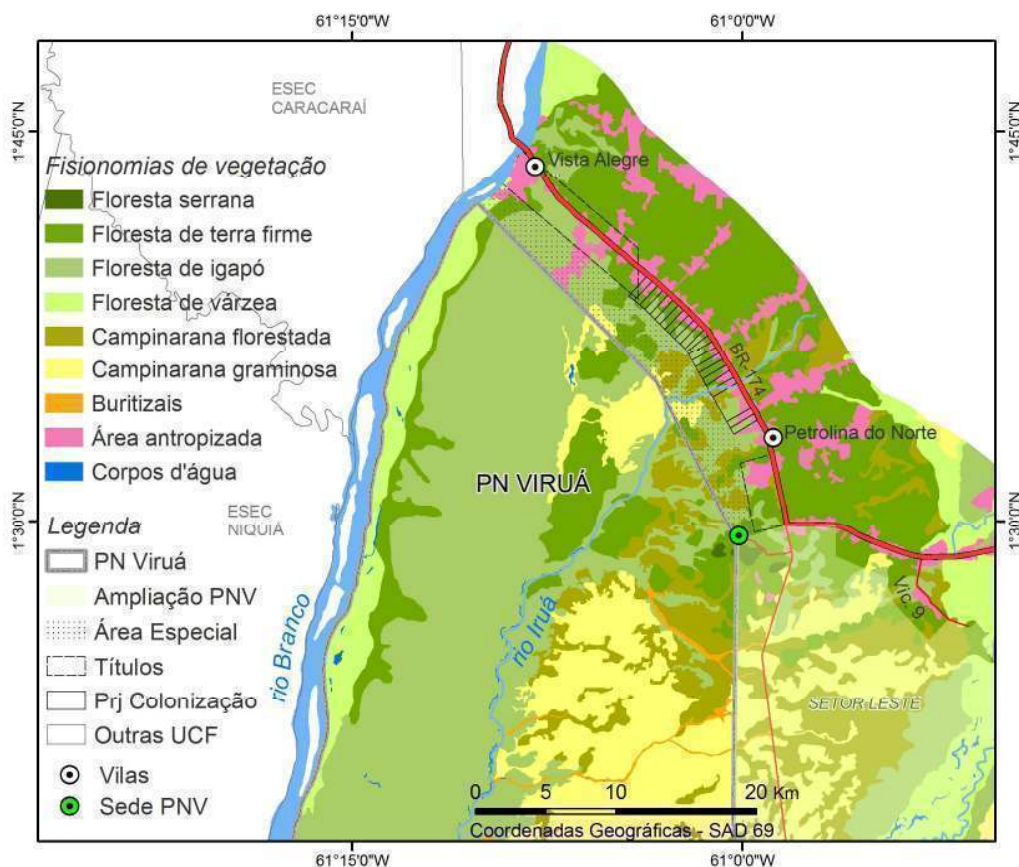 61°15'0"W
61°00'0"W
1°45'0"N
1°45'0"N
ESEC
CARACARAÍ
Fisionomias de vegetação
Floresta serrana
Floresta de terra firme
Floresta de igapó
Floresta de várzea
Campinarana florestada
Campinarana graminosa
Buritizais
Área antropizada
Corpos d'água
Vista Alegre
BR-174
Petrolina do Norte
PN VIRUÁ
1°30'0"N
1°30'0"N
ESEC
NIQUIÁ
Legenda
PN Viruá
Ampliação PNV
Área Especial
Títulos
Prj Colonização
Outras UCF
Vilas
Sede PNV
rio Branco
rio Iruá
Vic. 9
SETOR LESTE
0 5 10 20 Km
Coordenadas Geográficas - SAD 69
61°15'0"W
61°00'0"W